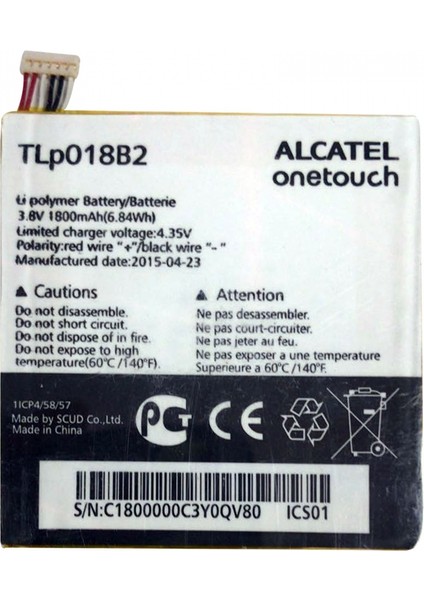 TLp018B2
ALCATEL
onetouch
Li polymer Battery/Batterie
3.8V 1800mAh(6.84Wh)
Limited charger voltage:4.35V
Polarity:red wire "+"/black wire "-"
Manufactured date:2015-04-23
Cautions
Do not disassemble.
Do not short circuit.
Do not dispose of in fire.
Do not expose to high
temperature(60℃/140℉).
Attention
Ne pas desassembler.
Ne pas court-circuiter.
Ne pas jeter au feu.
Ne pas exposer a une temperature
Superieure a 60℃/140℉.
1ICP4/58/57
Made by SCUD Co.,Ltd.
Made in China
S/N:C1800000C3Y0QV80 ICS01